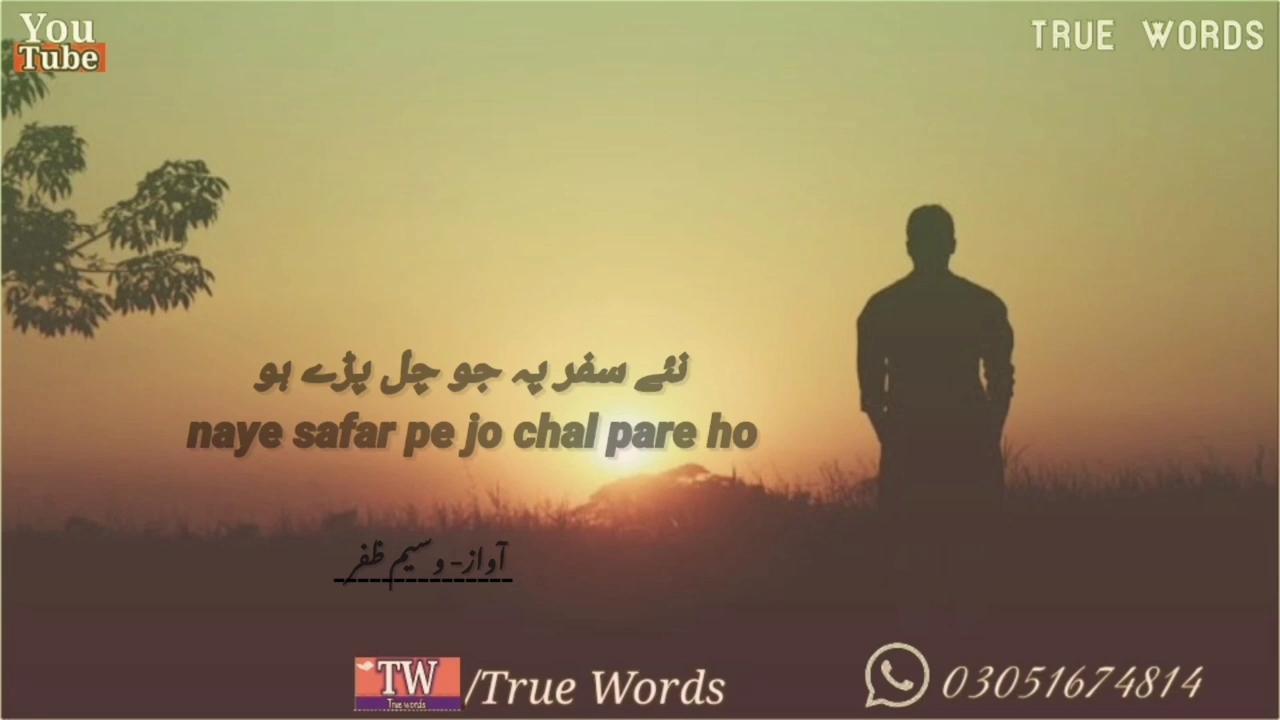 You
Tube
TRUE WORDS
نئے سفر پہ جو چل پڑے ہو
naye safar pe jo chal pare ho
آواز- وسیم ظفر
TW
True words
/True Words
03051674814